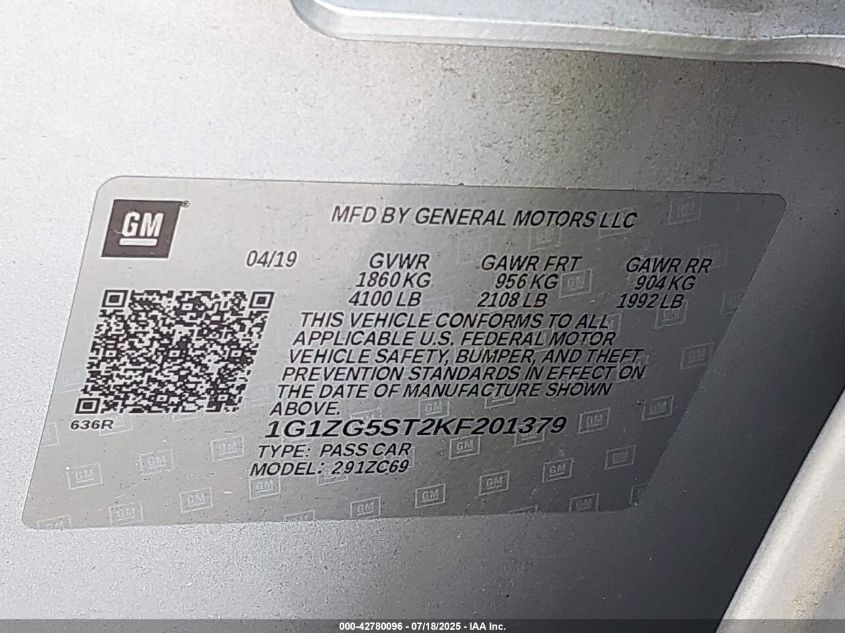 GM
MFD BY GENERAL MOTORS LLC
04/19 GVWR GAWR FRT GAWR RR
1860 KG 956 KG 904 KG
4100 LB 2108 LB 1992 LB
THIS VEHICLE CONFORMS TO ALL
APPLICABLE U.S. FEDERAL MOTOR
VEHICLE SAFETY, BUMPER, AND THEFT
PREVENTION STANDARDS IN EFFECT ON
THE DATE OF MANUFACTURE SHOWN
ABOVE.
636R
1G1ZG5ST2KF201379
TYPE: PASS CAR
MODEL: 291ZC69
000-42780096 - 07/18/2025 - IAA Inc.